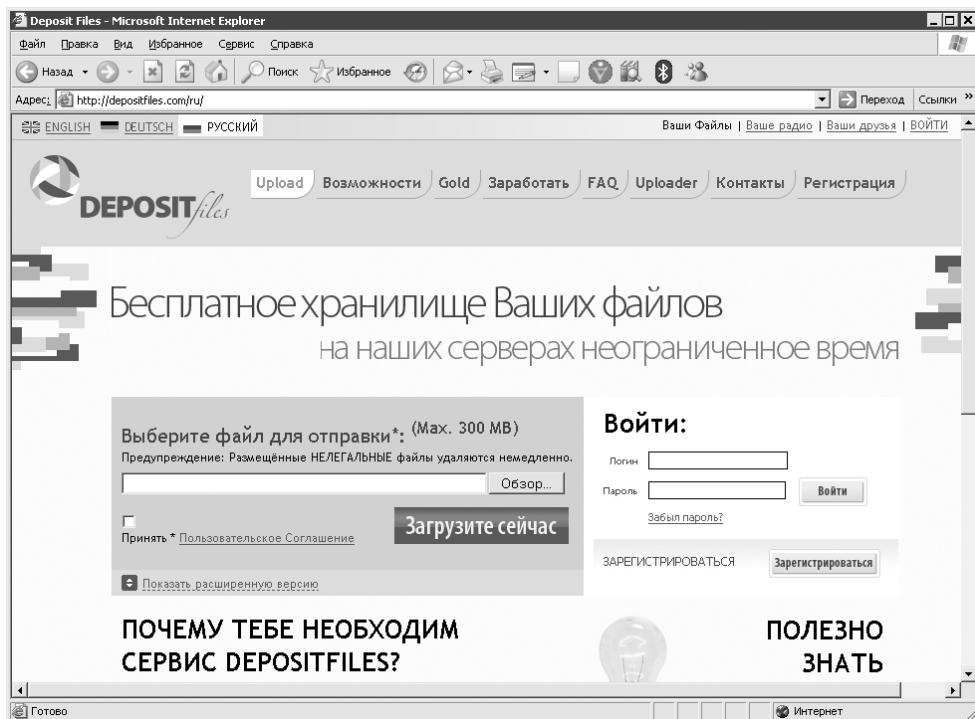 Deposit Files - Microsoft Internet Explorer
Файл Правка Вид Избранное Сервис Справка
Назад Поиск Избранное
Адрес: http://depositfiles.com/ru/ Переход Ссылки »
ENGLISH DEUTSCH РУССКИЙ Ваши Файлы | Ваше радио | Ваши друзья | ВОЙТИ
DEPOSITfiles
Upload Возможности Gold Заработать FAQ Uploader Контакты Регистрация
Бесплатное хранилище Ваших файлов
на наших серверах неограниченное время
Выберите файл для отправки*: (Max. 300 MB)
Предупреждение: Размещённые НЕЛЕГАЛЬНЫЕ файлы удаляются немедленно.
Обзор...
Загрузите сейчас
Принять * Пользовательское Соглашение
Показать расширенную версию
Войти:
Логин
Пароль
Войти
Забыл пароль?
ЗАРЕГИСТРИРОВАТЬСЯ Зарегистрироваться
ПОЧЕМУ ТЕБЕ НЕОБХОДИМ
СЕРВИС DEPOSITFILES?
ПОЛЕЗНО
ЗНАТЬ
Готово Интернет